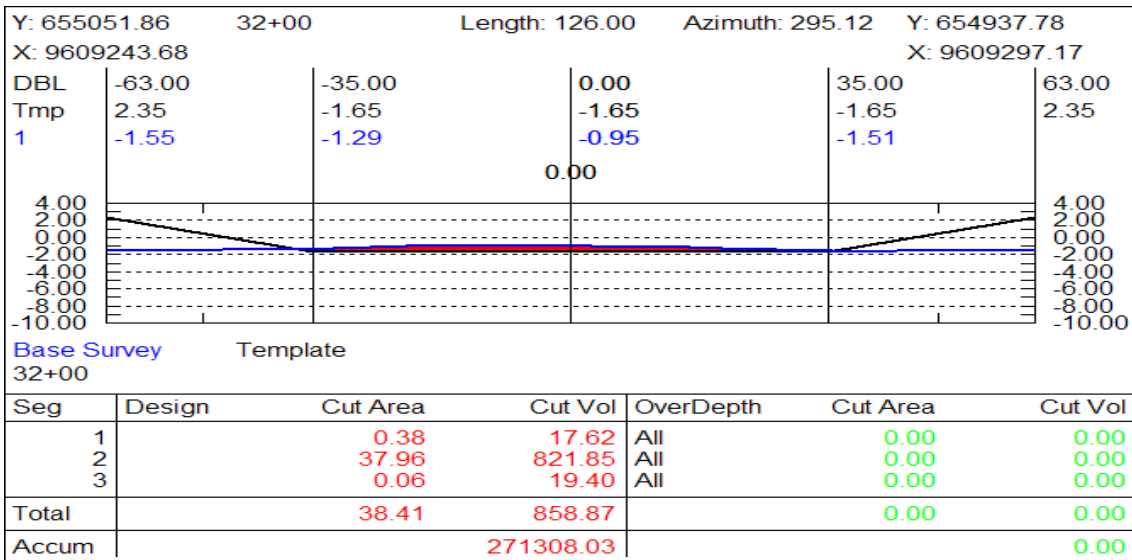 Y: 655051.86 32+00 Length: 126.00 Azimuth: 295.12 Y: 654937.78
X: 9609243.68 X: 9609297.17
DBL -63.00 -35.00 0.00 35.00 63.00
Tmp 2.35 -1.65 -1.65 -1.65 2.35
1 -1.55 -1.29 -0.95 -1.51
0.00
4.00 4.00
2.00 2.00
0.00 0.00
-2.00 -2.00
-4.00 -4.00
-6.00 -6.00
-8.00 -8.00
-10.00 -10.00
Base Survey Template
32+00
Seg Design Cut Area Cut Vol OverDepth Cut Area Cut Vol
1 0.38 17.62 All 0.00 0.00
2 37.96 821.85 All 0.00 0.00
3 0.06 19.40 All 0.00 0.00
Total 38.41 858.87 0.00 0.00
Accum 271308.03 0.00